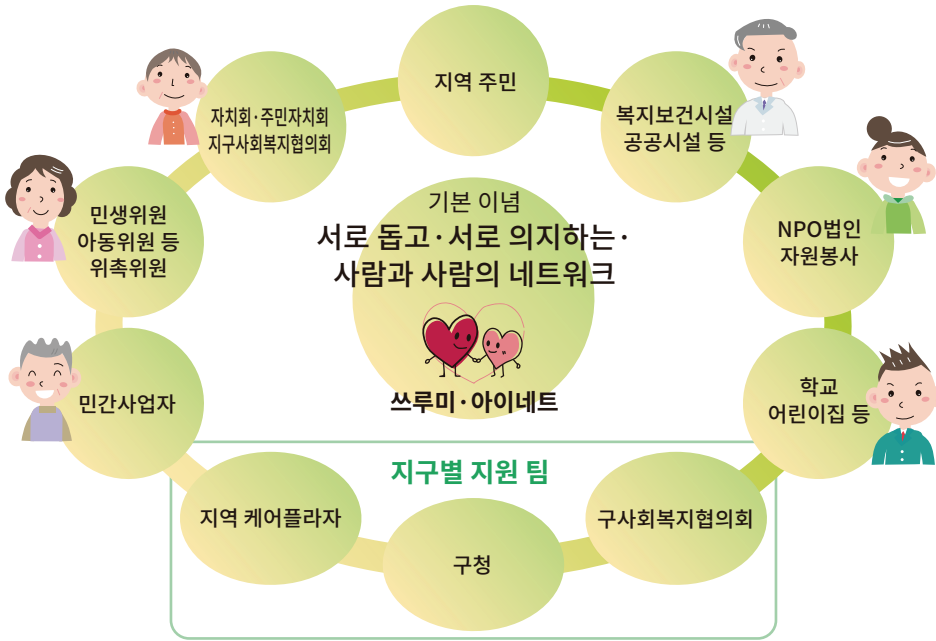 지역 주민
자치회·주민자치회
지구사회복지협의회
복지보건시설
공공시설 등
민생위원
아동위원 등
위촉위원
기본 이념
서로 돕고·서로 의지하는·
사람과 사람의 네트워크
쓰루미·아이네트
NPO법인
자원봉사
민간사업자
학교
어린이집 등
지구별 지원 팀
지역 케어플라자
구청
구사회복지협의회